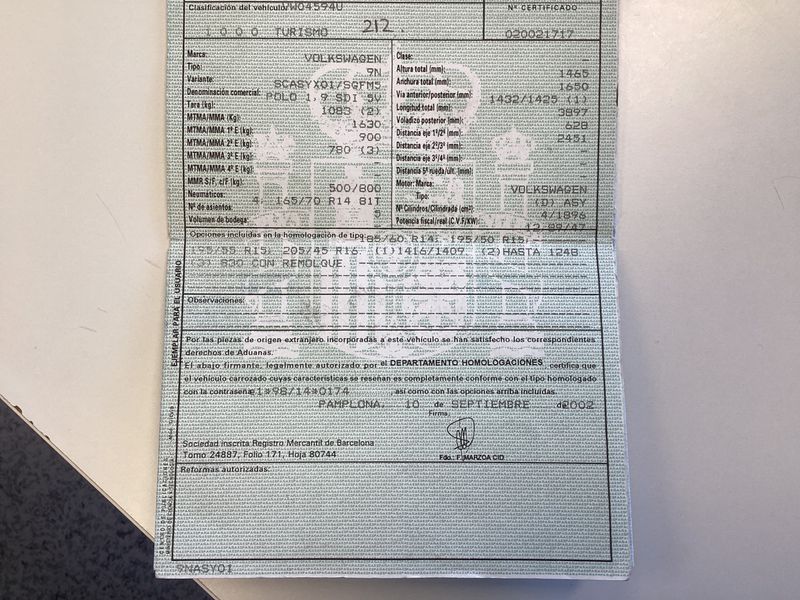 Clasificación del vehículo: VW04594U
Nº CERTIFICADO
1000 TURISMO 212. 020021717
Marca: VOLKSWAGEN
Tipo: 9N
Variante: SCASYX01/SGFM5
Denominación comercial: POLO 1,9 SDI 5V
Tara (kg): 1083 (2)
MTMA/MMA (Kg): 1630
MTMA/MMA 1º E (kg): 900
MTMA/MMA 2º E (kg): 780 (3)
MTMA/MMA 3º E (kg): -
MTMA/MMA 4º E (kg): -
MMR S/F, c/F (kg): 500/800
Neumáticos: 4, 165/70 R14 81T
Nº de asientos: 5
Volumen de bodega: -
Clase: -
Altura total (mm): 1465
Anchura total (mm): 1650
Vía anterior/posterior (mm): 1432/1425 (1)
Longitud total (mm): 3897
Voladizo posterior (mm): 628
Distancia eje 1º/2º (mm): 2451
Distancia eje 2º/3º (mm): -
Distancia eje 3º/4º (mm): -
Distancia 5ª rueda/últ. (mm): -
Motor: Marca: VOLKSWAGEN
Tipo: (D) ASY
Nº Cilindros/Cilindrada (cm³): 4/1896
Potencia fiscal/real (C.V.F/KW): 12,89/47
Opciones incluidas en la homologación de tipo: 185/60 R14, 195/50 R15,
195/55 R15, 205/45 R16. (1)1416/1409. (2)HASTA 1248.
(3) 830 CON REMOLQUE.
Observaciones:
EJEMPLAR PARA EL USUARIO
Por las piezas de origen extranjero incorporadas a este vehículo se han satisfecho los correspondientes
derechos de Aduanas.
El abajo firmante, legalmente autorizado por el DEPARTAMENTO HOMOLOGACIONES certifica que
el vehículo carrozado cuyas características se reseñan es completamente conforme con el tipo homologado
con la contraseña e1*98/14*0174 así como con las opciones arriba incluidas.
PAMPLONA, 10 de SEPTIEMBRE de 2002
Firma:
Sociedad inscrita Registro Mercantil de Barcelona
Tomo 24887, Folio 171, Hoja 80744
Fdo.: F. MARZOA CID
Reformas autorizadas:
9NASY01